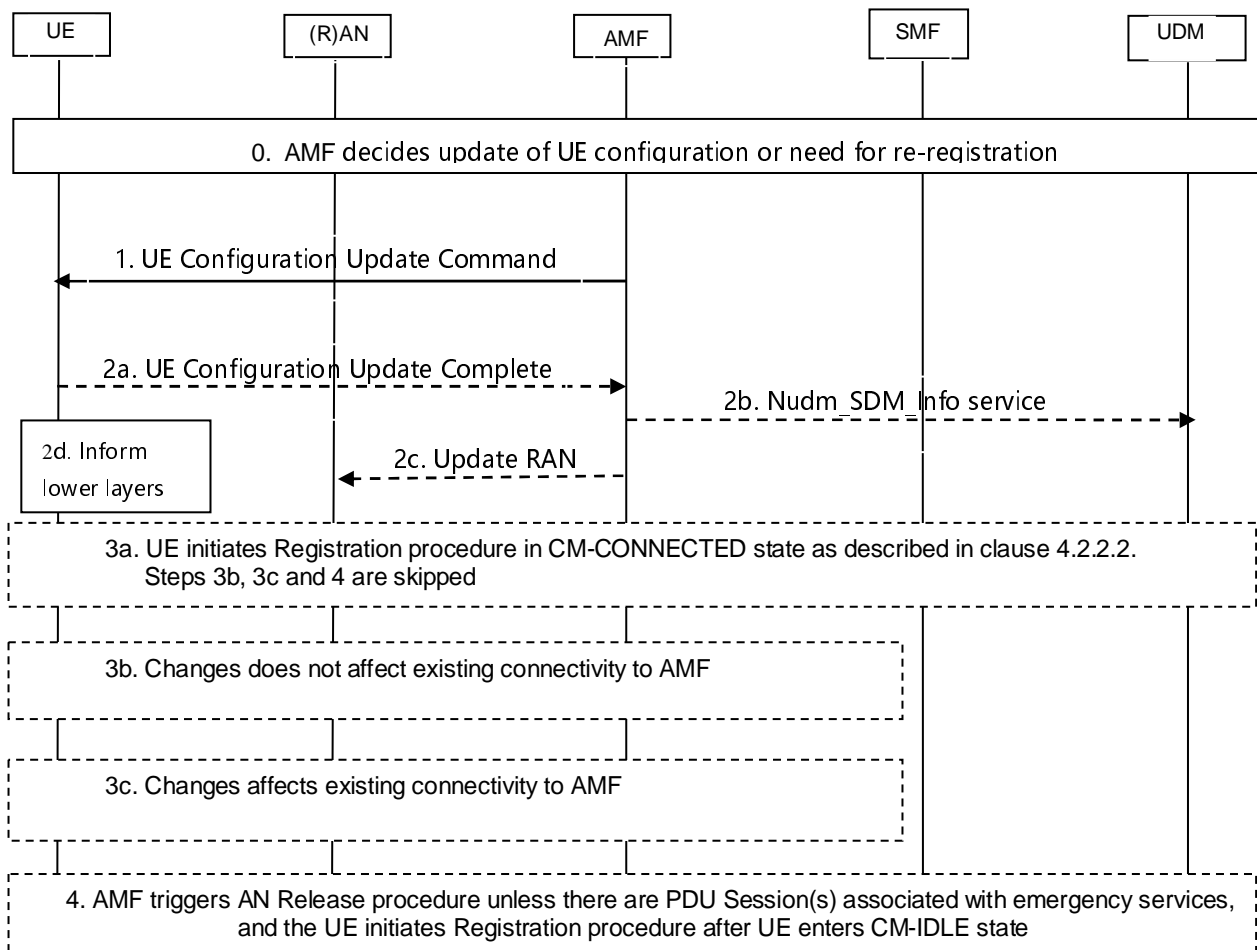 UE
(R)AN
AMF
SMF
UDM
0. AMF decides update of UE configuration or need for re-registration
1. UE Configuration Update Command
2a. UE Configuration Update Complete
2b. Nudm_SDM_Info service
2c. Update RAN
2d. Inform
lower layers
3a. UE initiates Registration procedure in CM-CONNECTED state as described in clause 4.2.2.2.
Steps 3b, 3c and 4 are skipped
3b. Changes does not affect existing connectivity to AMF
3c. Changes affects existing connectivity to AMF
4. AMF triggers AN Release procedure unless there are PDU Session(s) associated with emergency services,
and the UE initiates Registration procedure after UE enters CM-IDLE state